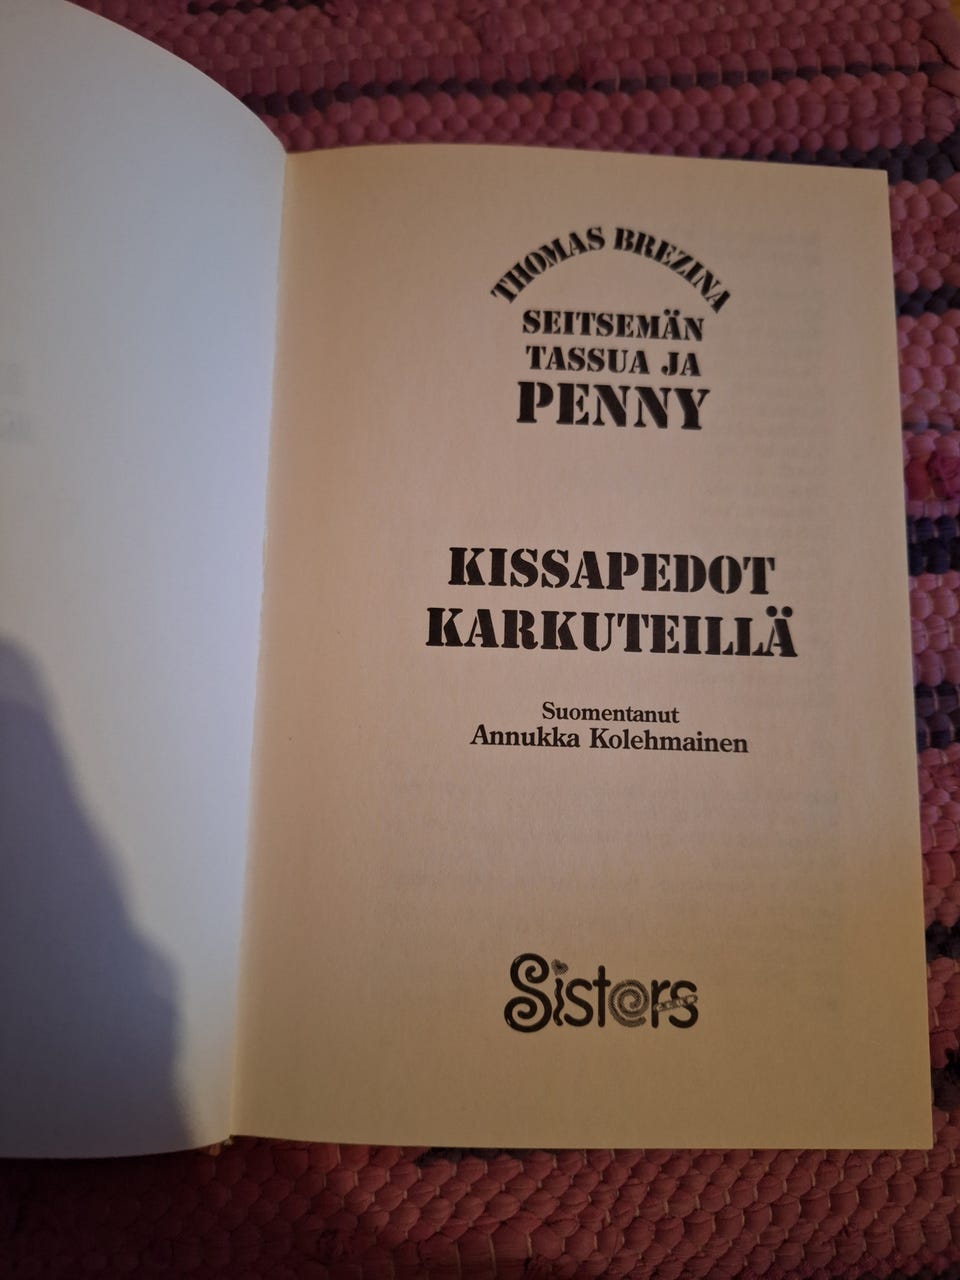 THOMAS BREZINA
SEITSEMÄN
TASSUA JA
PENNY
KISSAPEDOT
KARKUTEILLÄ
Suomentanut
Annukka Kolehmainen
Sisters